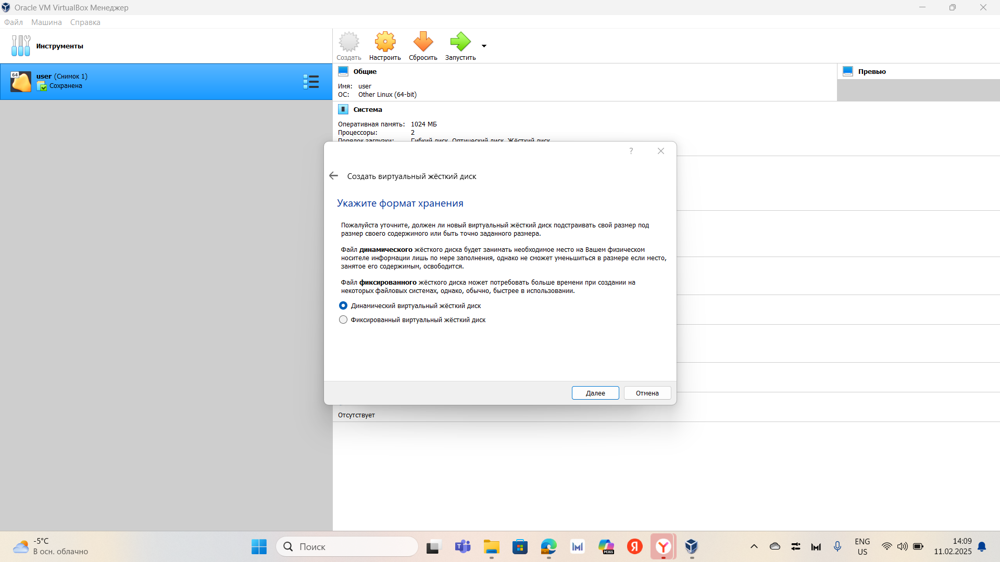 Oracle VM VirtualBox Менеджер
Файл Машина Справка
Инструменты
Создать Настроить Сбросить Запустить
64
user (Снимок 1)
Сохранена
Общие
Имя: user
ОС: Other Linux (64-bit)
Превью
Система
Оперативная память: 1024 МБ
Процессоры: 2
Порядок загрузки: Гибкий диск, Оптический диск, Жёсткий диск
?
Создать виртуальный жёсткий диск
Укажите формат хранения
Пожалуйста уточните, должен ли новый виртуальный жёсткий диск подстраивать свой размер под
размер своего содержимого или быть точно заданного размера.
Файл динамического жёсткого диска будет занимать необходимое место на Вашем физическом
носителе информации лишь по мере заполнения, однако не сможет уменьшиться в размере если место,
занятое его содержимым, освободится.
Файл фиксированного жёсткого диска может потребовать больше времени при создании на
некоторых файловых системах, однако, обычно, быстрее в использовании.
Динамический виртуальный жёсткий диск
Фиксированный виртуальный жёсткий диск
Далее Отмена
Отсутствует
-5°C
В осн. облачно
Поиск
M365
Я
Y
ENG
US
14:09
11.02.2025